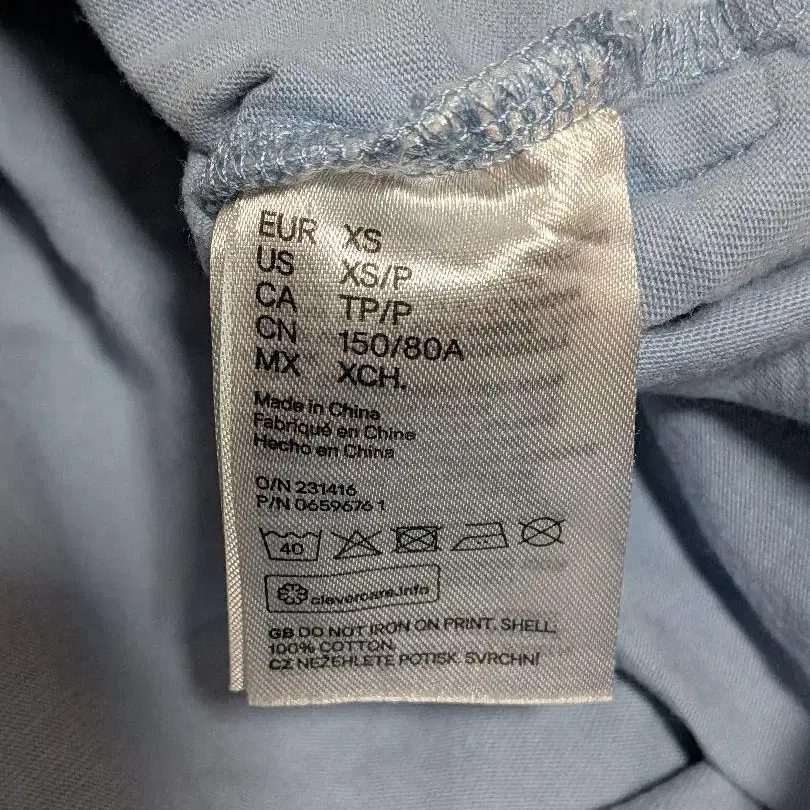 EUR XS
US XS/P
CA TP/P
CN 150/80A
MX XCH.
Made in China
Fabriqué en Chine
Hecho en China
O/N 231416
P/N 0659676 1
40
clevercare.info
GB DO NOT IRON ON PRINT. SHELL:
100% COTTON.
CZ NEŽEHLETE POTISK. SVRCHNÍ